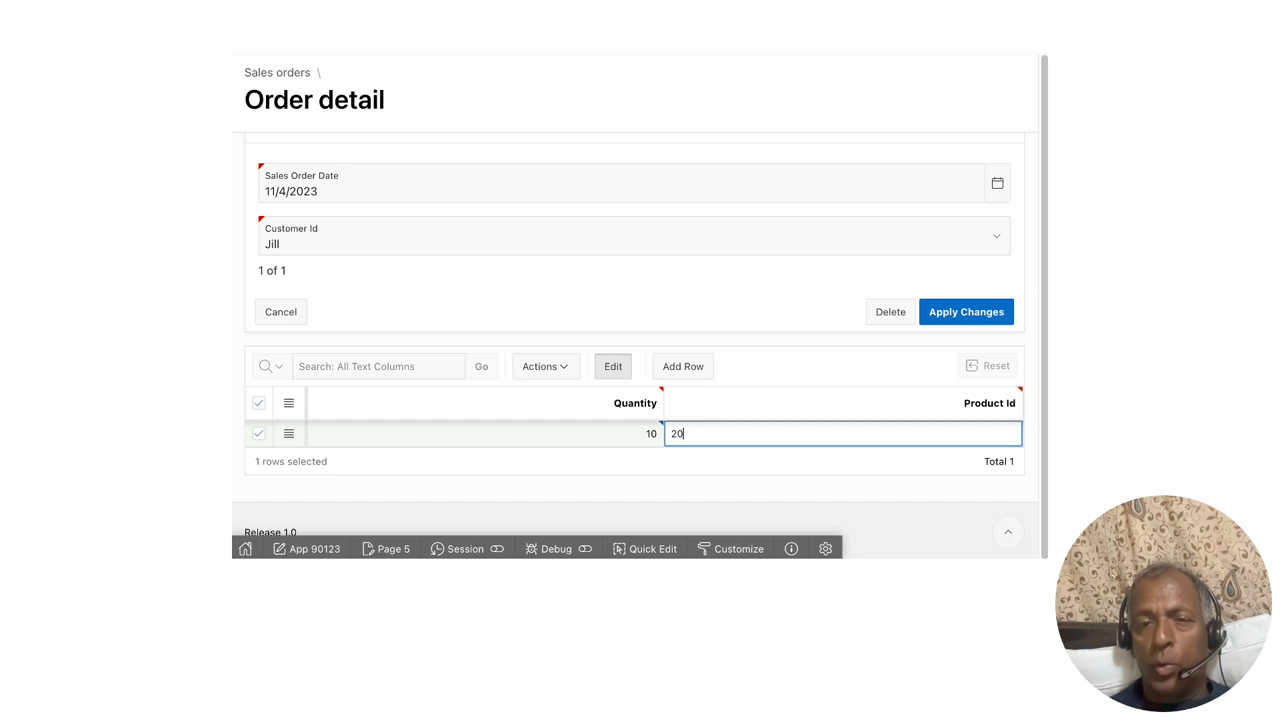 Sales orders \
Order detail
Sales Order Date
11/4/2023
Customer Id
Jill
1 of 1
Cancel
Delete
Apply Changes
Search: All Text Columns
Go
Actions
Edit
Add Row
Reset
Quantity
Product Id
10
20
1 rows selected
Total 1
Release 1.0
App 90123
Page 5
Session
Debug
Quick Edit
Customize